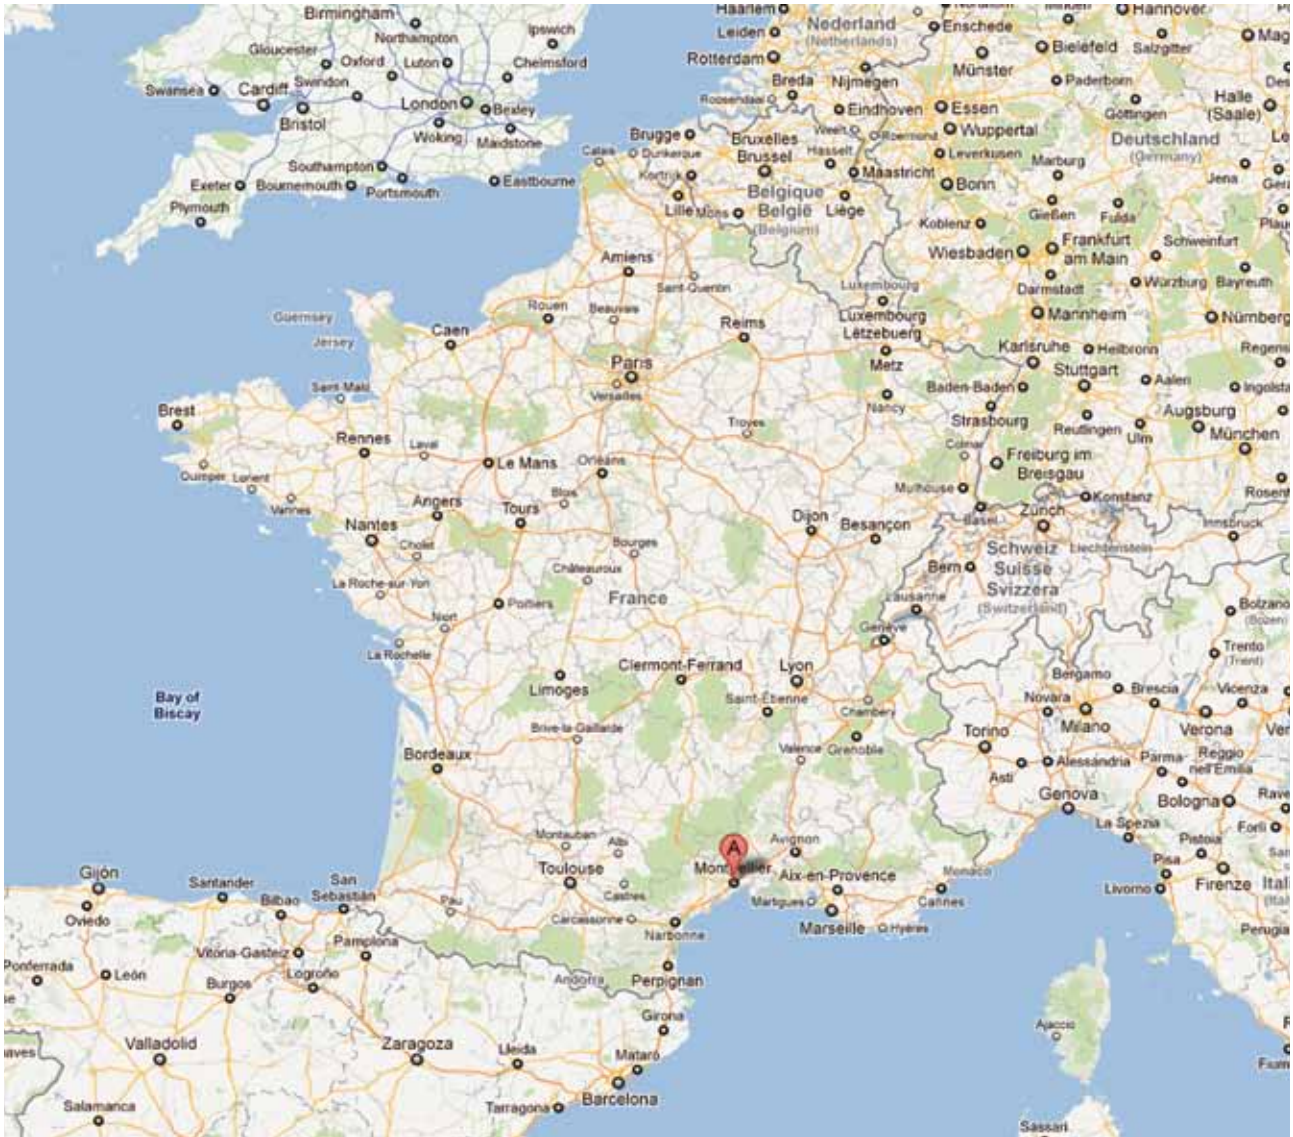 Birmingham
Haarlem
Nederland
(Netherlands)
Enschede
Minden
Hannover
Northampton
Ipswich
Leiden
Bielefeld
Salzgitter
Gloucester
Oxford
Luton
Chelmsford
Rotterdam
Münster
Swansea
Cardiff
Swindon
Breda
Nijmegen
Paderborn
London
Bexley
Roosendaal
Eindhoven
Essen
Göttingen
Halle
(Saale)
Bristol
Woking
Maidstone
Brugge
Bruxelles
Brussel
Weelt
Roermond
Wuppertal
Deutschland
(Germany)
Calais
Dunkerque
Hasselt
Leverkusen
Marburg
Southampton
Kortrijk
Maastricht
Bonn
Jena
Exeter
Bournemouth
Portsmouth
Eastbourne
Lille
Mons
Belgique
België
(Belgium)
Liège
Gießen
Fulda
Plymouth
Koblenz
Wiesbaden
Frankfurt
am Main
Schweinfurt
Amiens
Saint-Quentin
Luxembourg
Darmstadt
Würzburg
Bayreuth
Guernsey
Rouen
Beauvais
Reims
Luxembourg
Lëtzebuerg
Mannheim
Nürnberg
Jersey
Caen
Paris
Versailles
Metz
Karlsruhe
Heilbronn
Stuttgart
Aalen
Saint-Malo
Nancy
Baden-Baden
Strasbourg
Brest
Troyes
Reutlingen
Ulm
Augsburg
München
Rennes
Laval
Le Mans
Orléans
Colmar
Freiburg im
Breisgau
Quimper
Lorient
Vannes
Angers
Tours
Blois
Mulhouse
Konstanz
Nantes
Cholet
Bourges
Dijon
Besançon
Basel
Zürich
Innsbruck
Schweiz
Suisse
Svizzera
(Switzerland)
Liechtenstein
La Roche-sur-Yon
Châteauroux
Bern
Niort
Poitiers
France
Lausanne
Bolzano
(Bozen)
La Rochelle
Genève
Trento
(Trient)
Limoges
Clermont-Ferrand
Lyon
Bergamo
Brescia
Vicenza
Bay of
Biscay
Saint-Étienne
Chambery
Novara
Milano
Verona
Brive-la-Gaillarde
Grenoble
Torino
Bordeaux
Valence
Asti
Alessandria
Parma
Reggio
nell'Emilia
Genova
Bologna
Montauban
Albi
Avignon
La Spezia
Forlì
Pistoia
A
Gijón
Santander
San
Sebastián
Toulouse
Castres
Montpellier
Aix-en-Provence
Monaco
Pisa
Livorno
Firenze
Oviedo
Bilbao
Pau
Carcassonne
Narbonne
Martigues
Marseille
Cannes
Hyères
Vitoria-Gasteiz
Pamplona
Ponferrada
León
Burgos
Logroño
Andorra
Perpignan
Girona
Ajaccio
Valladolid
Zaragoza
Lleida
Mataró
Barcelona
Salamanca
Tarragona
Sassari